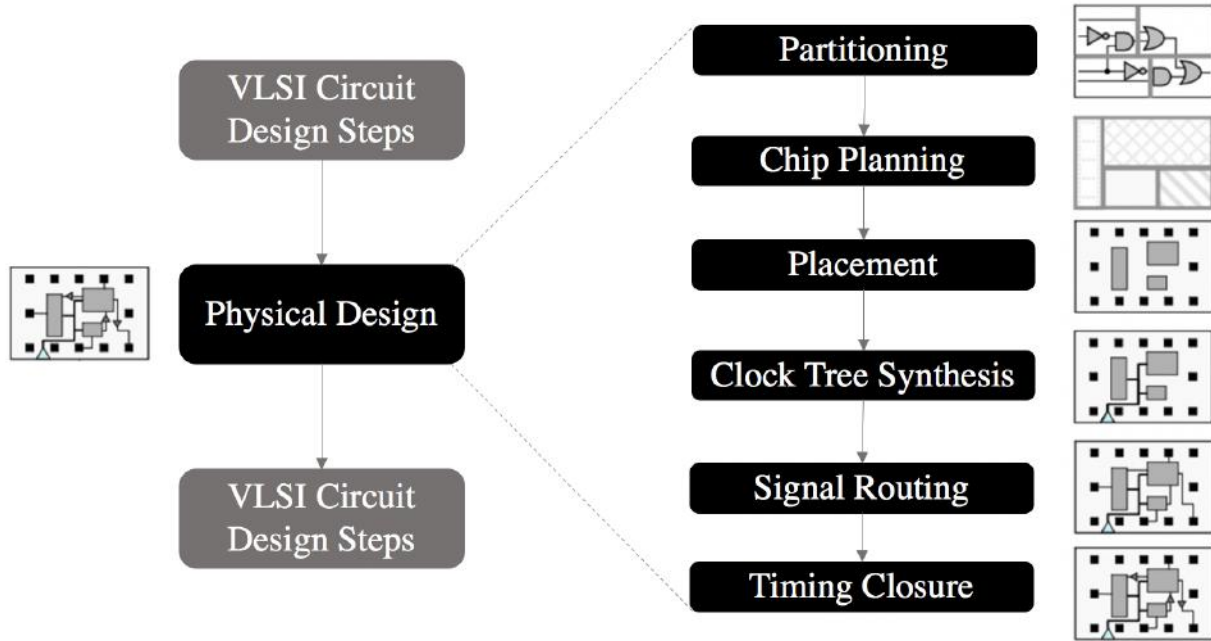 VLSI Circuit
Design Steps
Physical Design
VLSI Circuit
Design Steps
Partitioning
Chip Planning
Placement
Clock Tree Synthesis
Signal Routing
Timing Closure